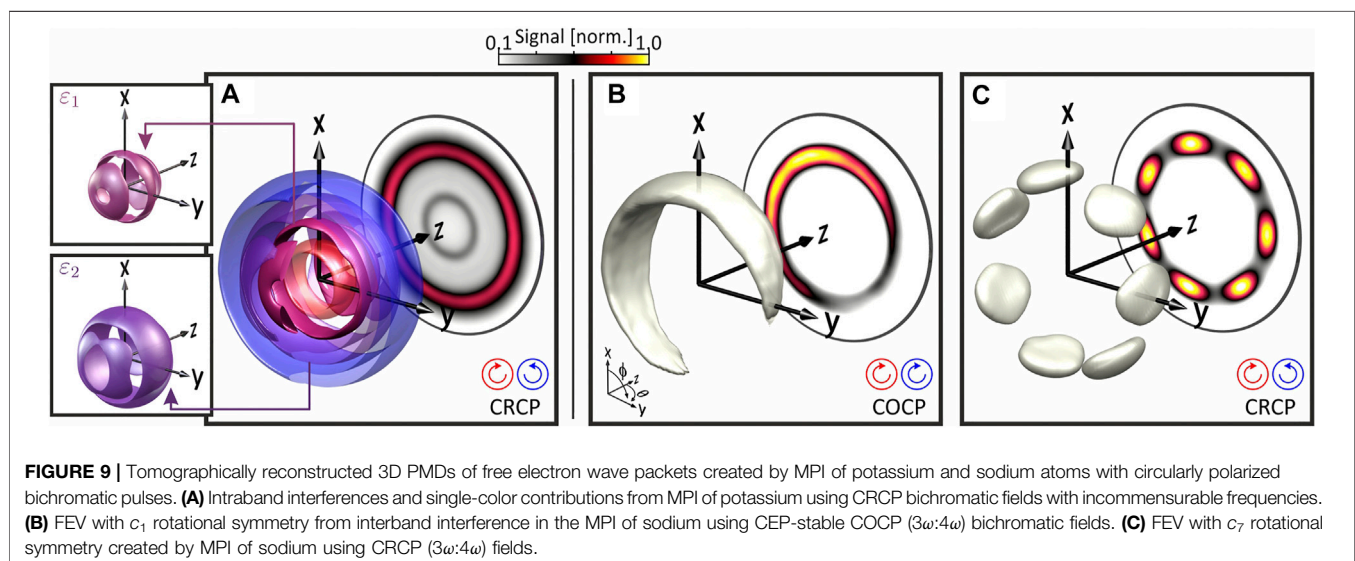 Signal [norm.]
0.1 1.0
ε₁
x
z
y
ε₂
x
z
y
A
x
z
y
CRCP
B
x
z
y
x
ϕ
z
θ
y
COCP
C
x
z
y
CRCP
FIGURE 9 | Tomographically reconstructed 3D PMDs of free electron wave packets created by MPI of potassium and sodium atoms with circularly polarized
bichromatic pulses. (A) Intraband interferences and single-color contributions from MPI of potassium using CRCP bichromatic fields with incommensurable frequencies.
(B) FEV with c₁ rotational symmetry from interband interference in the MPI of sodium using CEP-stable COCP (3ω:4ω) bichromatic fields. (C) FEV with c₇ rotational
symmetry created by MPI of sodium using CRCP (3ω:4ω) fields.